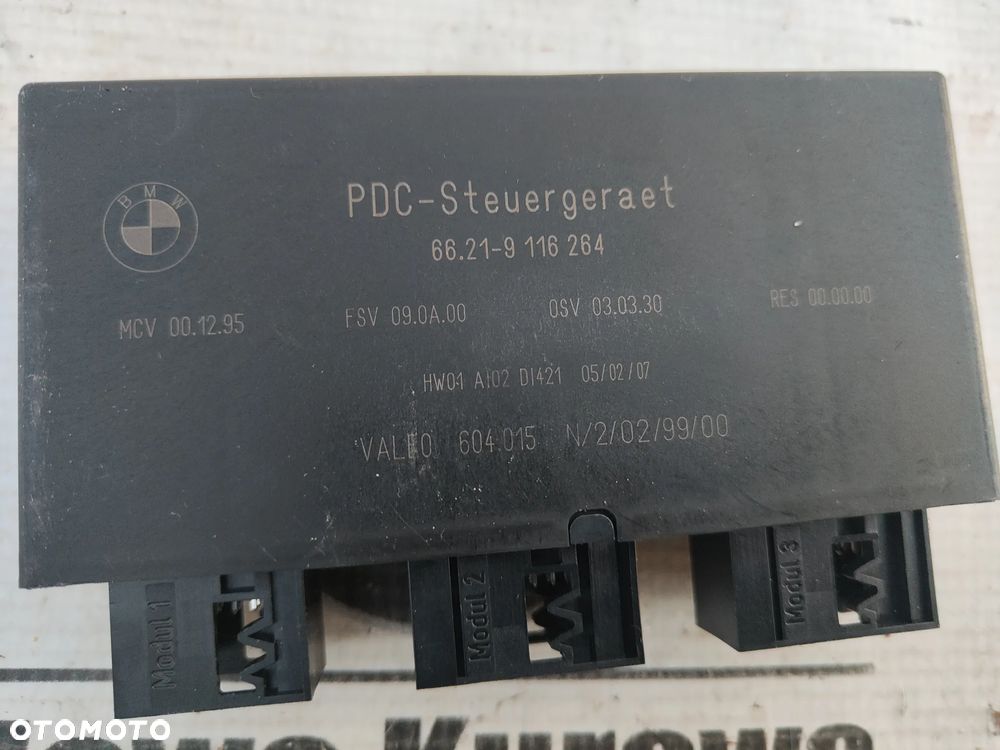 BMW
PDC-Steuergeraet
66.21-9 116 264
MCV 00.12.95 FSV 09.0A.00 OSV 03.03.30 RES 00.00.00
HW01 AI02 DI421 05/02/07
VALEO 604.015 N/2/02/99/00
Modul 1 Modul 2 Modul 3
OTOMOTO